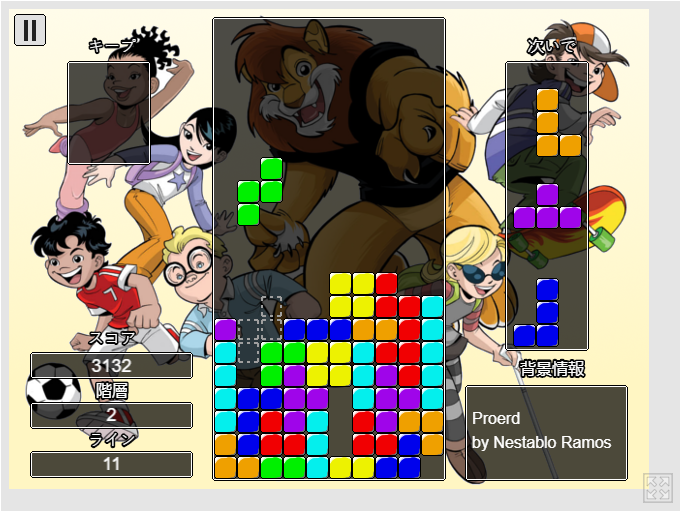 キープ
次いで
スコア
3132
階層
2
ライン
11
背景情報
Proerd
by Nestablo Ramos
7